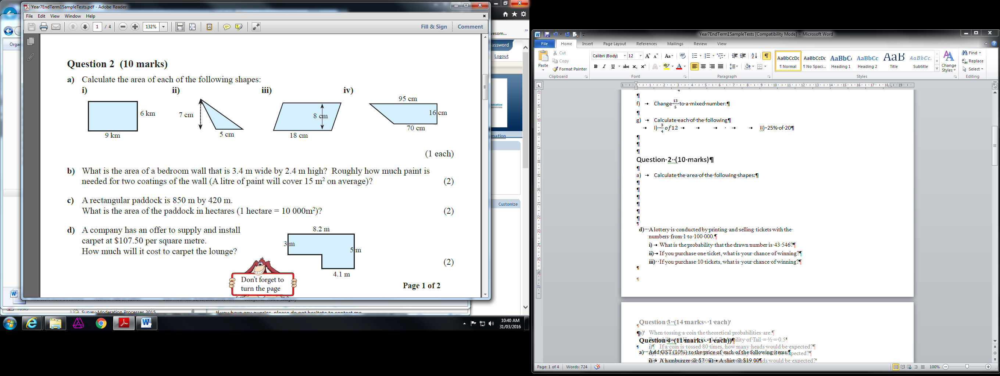 Year7EndTerm1SampleTests.pdf - Adobe Reader
File Edit View Window Help
1 / 4 132% Fill & Sign Comment
Question 2 (10 marks)
a) Calculate the area of each of the following shapes:
i) ii) iii) iv)
95 cm
6 km 7 cm 8 cm 16 cm
9 km 5 cm 18 cm 70 cm
(1 each)
b) What is the area of a bedroom wall that is 3.4 m wide by 2.4 m high? Roughly how much paint is
needed for two coatings of the wall (A litre of paint will cover 15 m² on average)? (2)
c) A rectangular paddock is 850 m by 420 m.
What is the area of the paddock in hectares (1 hectare = 10 000m²)? (2)
d) A company has an offer to supply and install
carpet at $107.50 per square metre.
How much will it cost to carpet the lounge? (2)
8.2 m
3 m
5 m
4.1 m
Don't forget to
turn the page
Page 1 of 2
Organ
Survey-Moderation Processes 2015
If you have any queries, please do not hesitate to contact me
esom...
assword
Logout
nitiative
mation
Customize
10:40 AM
31/03/2016
Year7EndTerm1SampleTests [Compatibility Mode] - Microsoft Word
File Home Insert Page Layout References Mailings Review View
Paste Cut
Copy
Format Painter
Clipboard
Calibri (Body) 12
Font
Paragraph
AaBbCcDc AaBbCcDc AaBbC AaBbCc AaB AaBbCc.
¶ Normal ¶ No Spaci... Heading 1 Heading 2 Title Subtitle
Change
Styles
Styles
Find
Replace
Select
Editing
f) → Change 13/5 to a mixed number:¶
g) → Calculate each of the following¶
i) 3/4 of 12 ii) 25% of 20¶
Question 2 (10 marks)¶
a) → Calculate the area of the following shapes:¶
d) A lottery is conducted by printing and selling tickets with the
numbers from 1 to 100 000.¶
i) → What is the probability that the drawn number is 43 546?¶
ii) → If you purchase one ticket, what is your chance of winning?¶
iii) If you purchase 10 tickets, what is your chance of winning?¶
Question 3 (14 marks - 1 each)
a) When tossing a coin the theoretical probabilities are:¶
Question 4 (11 marks - 1 each)¶
i) If a coin is tossed 80 times, how many heads would be expected?¶
a) Add GST (10%) to the price of each of the following items:¶
i) → A hamburger @ $7 ii) → A shirt @ $19.00¶
Page: 1 of 4 Words: 724 100%